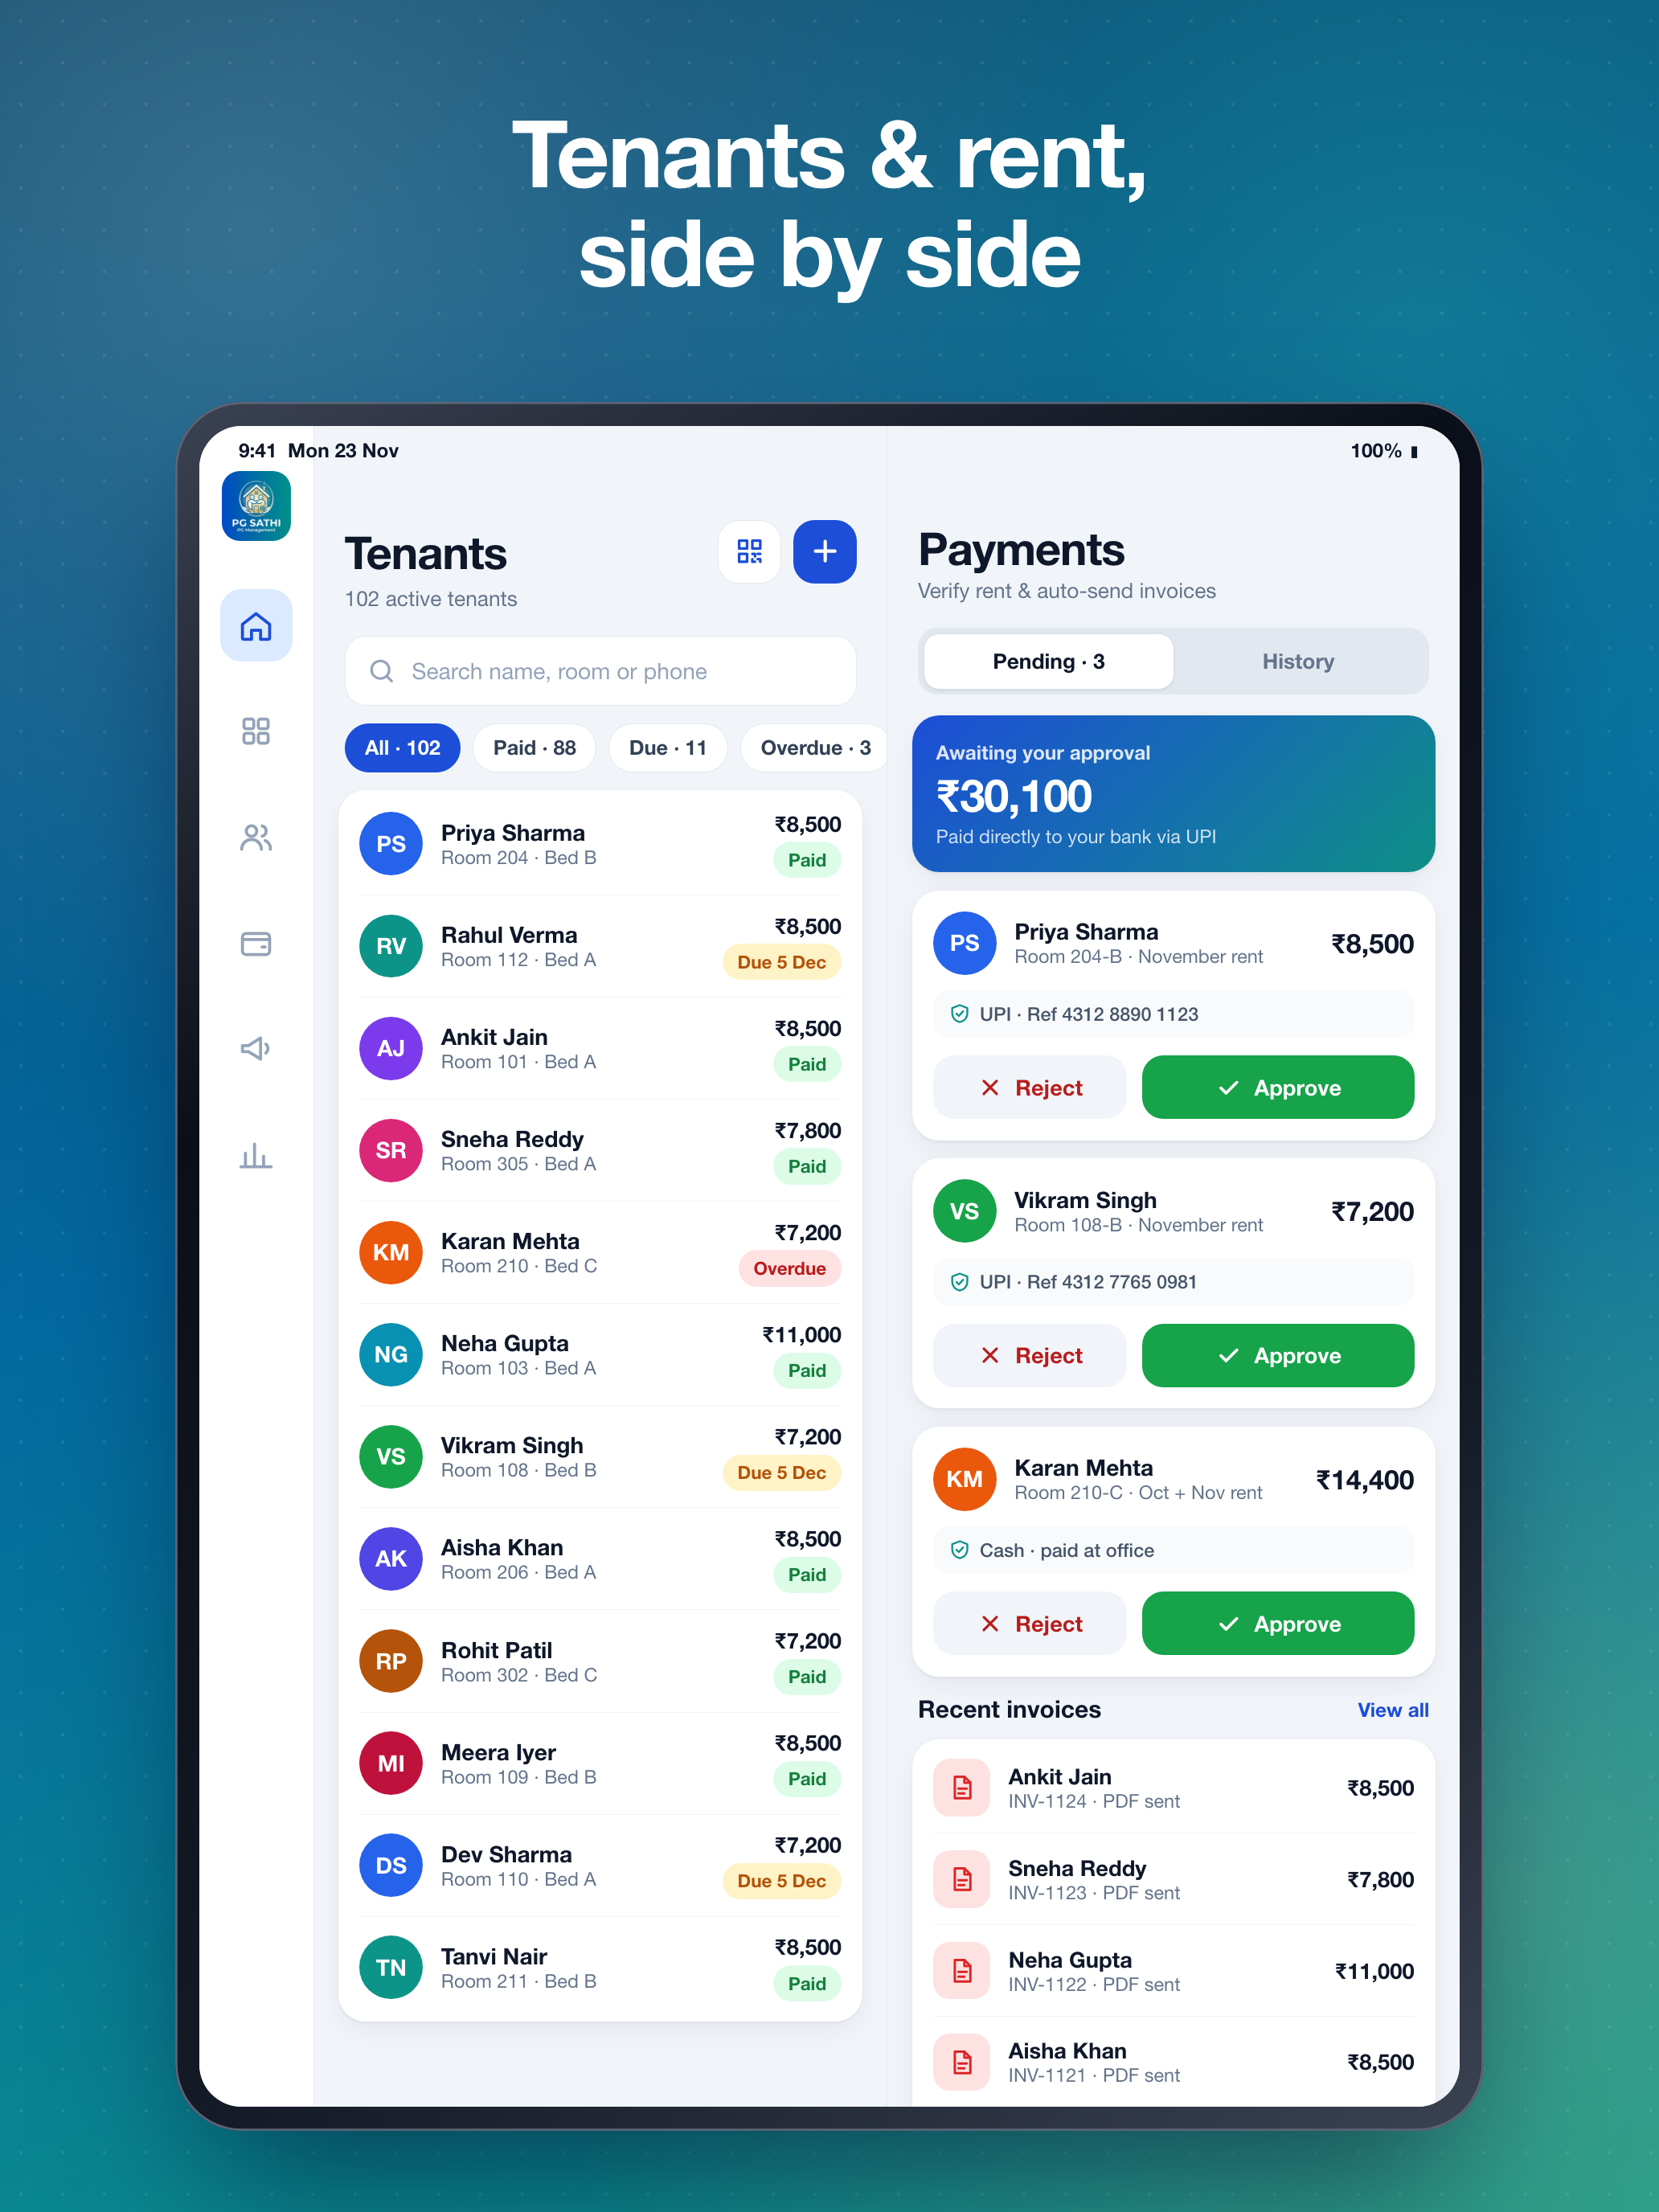 Tenants & rent,
side by side
9:41 Mon 23 Nov
100%
PG SATHI
PG Management
Tenants
102 active tenants
Search name, room or phone
All · 102
Paid · 88
Due · 11
Overdue · 3
PS
Priya Sharma
₹8,500
Room 204 · Bed B
Paid
RV
Rahul Verma
₹8,500
Room 112 · Bed A
Due 5 Dec
AJ
Ankit Jain
₹8,500
Room 101 · Bed A
Paid
SR
Sneha Reddy
₹7,800
Room 305 · Bed A
Paid
KM
Karan Mehta
₹7,200
Room 210 · Bed C
Overdue
NG
Neha Gupta
₹11,000
Room 103 · Bed A
Paid
VS
Vikram Singh
₹7,200
Room 108 · Bed B
Due 5 Dec
AK
Aisha Khan
₹8,500
Room 206 · Bed A
Paid
RP
Rohit Patil
₹7,200
Room 302 · Bed C
Paid
MI
Meera Iyer
₹8,500
Room 109 · Bed B
Paid
DS
Dev Sharma
₹7,200
Room 110 · Bed A
Due 5 Dec
TN
Tanvi Nair
₹8,500
Room 211 · Bed B
Paid
Payments
Verify rent & auto-send invoices
Pending · 3
History
Awaiting your approval
₹30,100
Paid directly to your bank via UPI
PS
Priya Sharma
Room 204-B · November rent
₹8,500
UPI · Ref 4312 8890 1123
Reject
Approve
VS
Vikram Singh
Room 108-B · November rent
₹7,200
UPI · Ref 4312 7765 0981
Reject
Approve
KM
Karan Mehta
Room 210-C · Oct + Nov rent
₹14,400
Cash · paid at office
Reject
Approve
Recent invoices
View all
Ankit Jain
INV-1124 · PDF sent
₹8,500
Sneha Reddy
INV-1123 · PDF sent
₹7,800
Neha Gupta
INV-1122 · PDF sent
₹11,000
Aisha Khan
INV-1121 · PDF sent
₹8,500